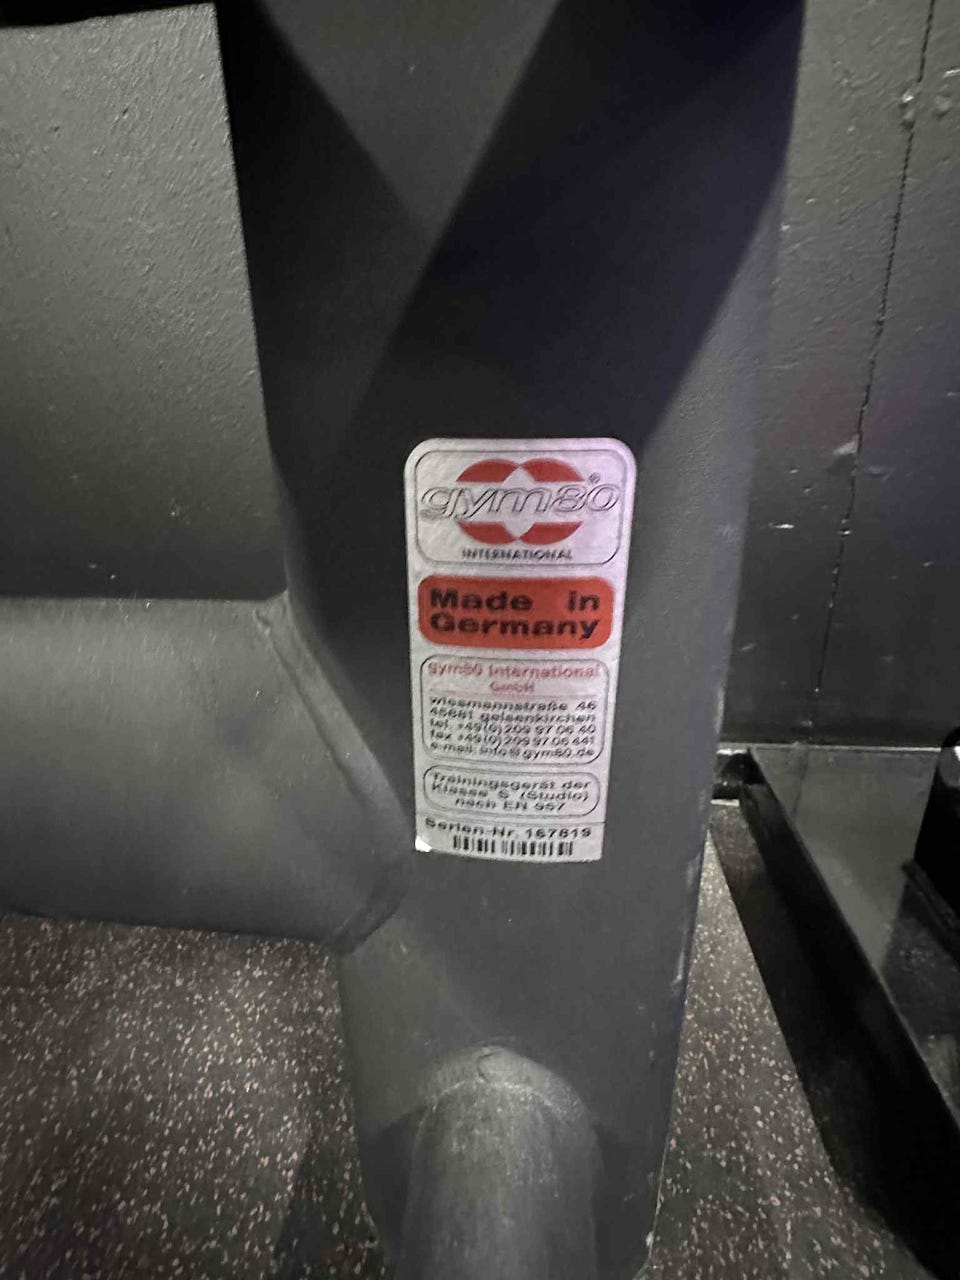 gym80®
INTERNATIONAL
Made in
Germany
gym80 International
GmbH
wiesmannstraße 46
45881 gelsenkirchen
tel. +49(0)209 97 06 40
fax +49(0)209 97 06 441
e-mail: info@gym80.de
Trainingsgerät der
Klasse S (Studio)
nach EN 957
Serien-Nr. 167819